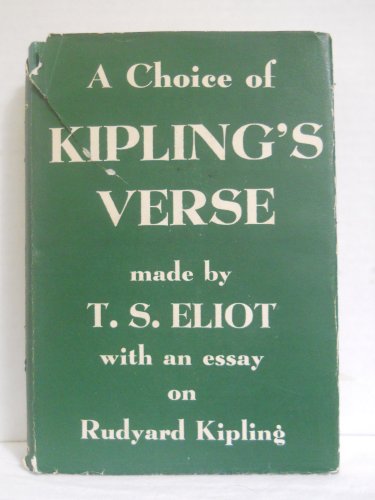 A Choice of
KIPLING'S
VERSE
made by
T. S. ELIOT
with an essay
on
Rudyard Kipling